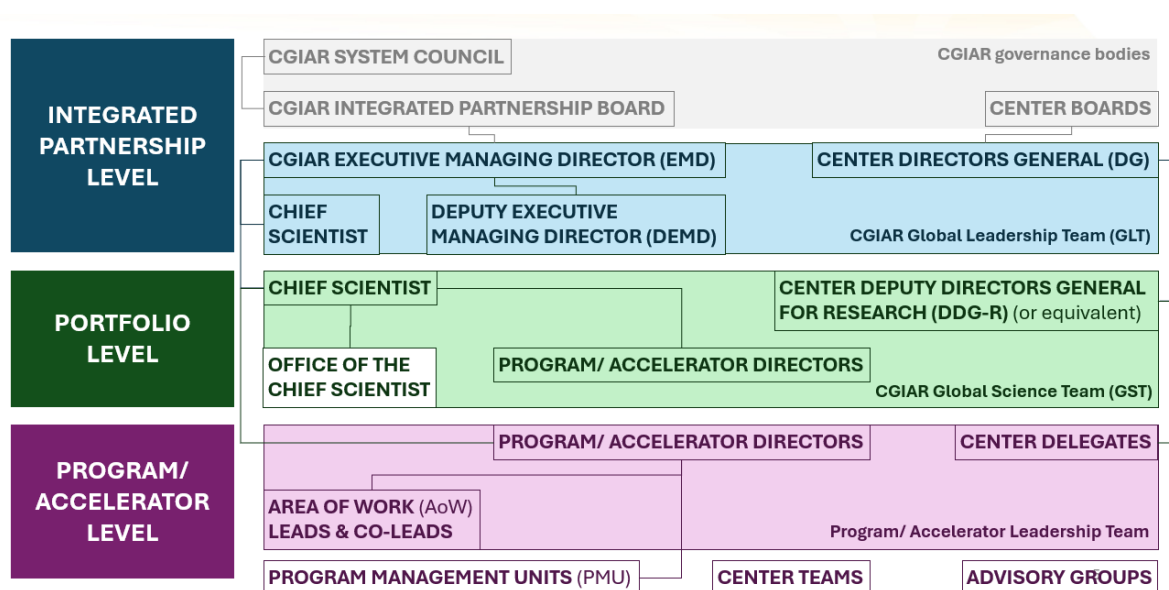 INTEGRATED
PARTNERSHIP
LEVEL
CGIAR SYSTEM COUNCIL
CGIAR governance bodies
CGIAR INTEGRATED PARTNERSHIP BOARD
CENTER BOARDS
CGIAR EXECUTIVE MANAGING DIRECTOR (EMD)
CENTER DIRECTORS GENERAL (DG)
CHIEF
SCIENTIST
DEPUTY EXECUTIVE
MANAGING DIRECTOR (DEMD)
CGIAR Global Leadership Team (GLT)
PORTFOLIO
LEVEL
CHIEF SCIENTIST
CENTER DEPUTY DIRECTORS GENERAL
FOR RESEARCH (DDG-R) (or equivalent)
OFFICE OF THE
CHIEF SCIENTIST
PROGRAM/ ACCELERATOR DIRECTORS
CGIAR Global Science Team (GST)
PROGRAM/
ACCELERATOR
LEVEL
PROGRAM/ ACCELERATOR DIRECTORS
CENTER DELEGATES
AREA OF WORK (AoW)
LEADS & CO-LEADS
Program/ Accelerator Leadership Team
PROGRAM MANAGEMENT UNITS (PMU)
CENTER TEAMS
ADVISORY GROUPS